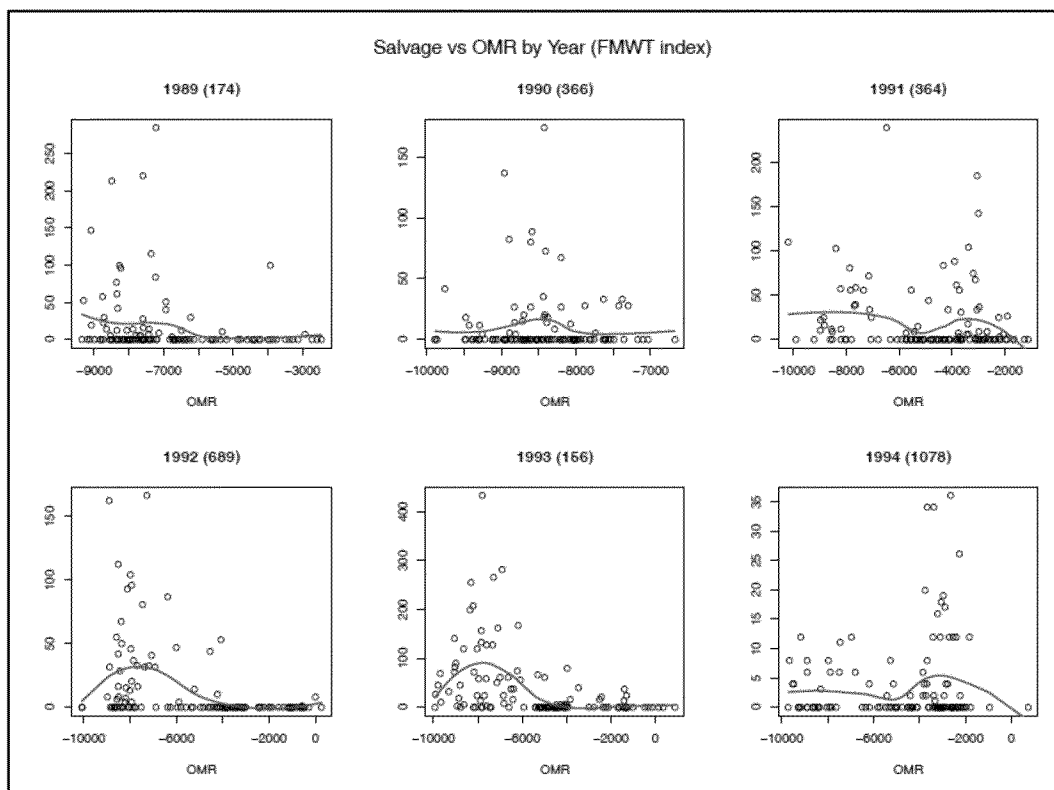 Salvage vs OMR by Year (FMWT index)
1989 (174)
250
200
150
100
50
0
−9000 −7000 −5000 −3000
OMR
1990 (366)
150
100
50
0
−10000 −9000 −8000 −7000
OMR
1991 (364)
200
150
100
50
0
−10000 −8000 −6000 −4000 −2000
OMR
1992 (689)
150
100
50
0
−10000 −6000 −2000 0
OMR
1993 (156)
400
300
200
100
0
−10000 −6000 −2000 0
OMR
1994 (1078)
35
30
25
20
15
10
5
0
−10000 −6000 −2000 0
OMR